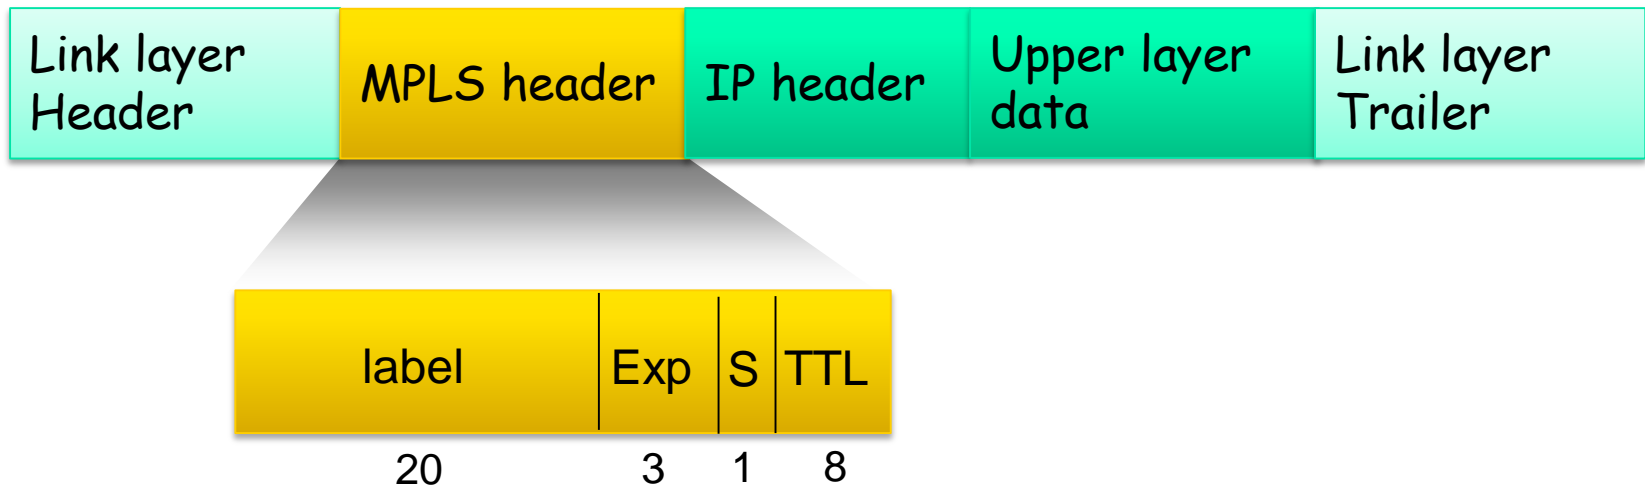 Link layer
Header
MPLS header
IP header
Upper layer
data
Link layer
Trailer
label
Exp
S
TTL
20
3
1
8